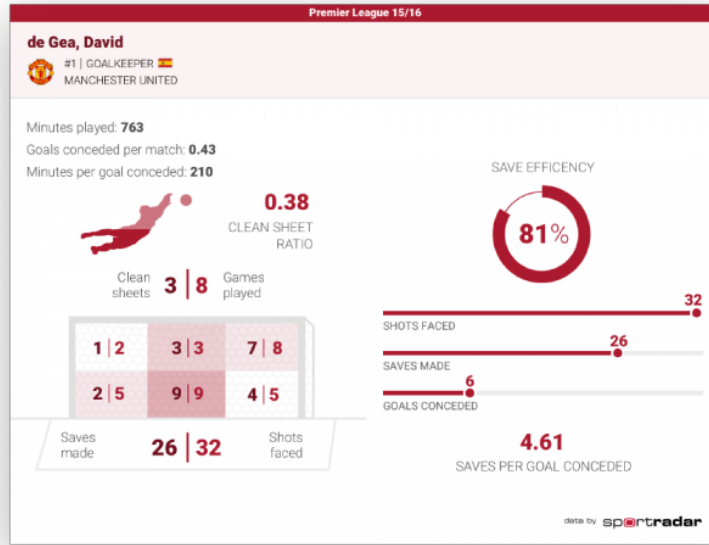 Premier League 15/16
de Gea, David
#1 | GOALKEEPER
MANCHESTER UNITED
Minutes played: 763
Goals conceded per match: 0.43
Minutes per goal conceded: 210
0.38
CLEAN SHEET
RATIO
Clean
sheets
3 | 8
Games
played
1|2
3|3
7|8
2|5
9|9
4|5
Saves
made
26 | 32
Shots
faced
SAVE EFFICENCY
81%
32
SHOTS FACED
26
SAVES MADE
6
GOALS CONCEDED
4.61
SAVES PER GOAL CONCEDED
data by sportradar